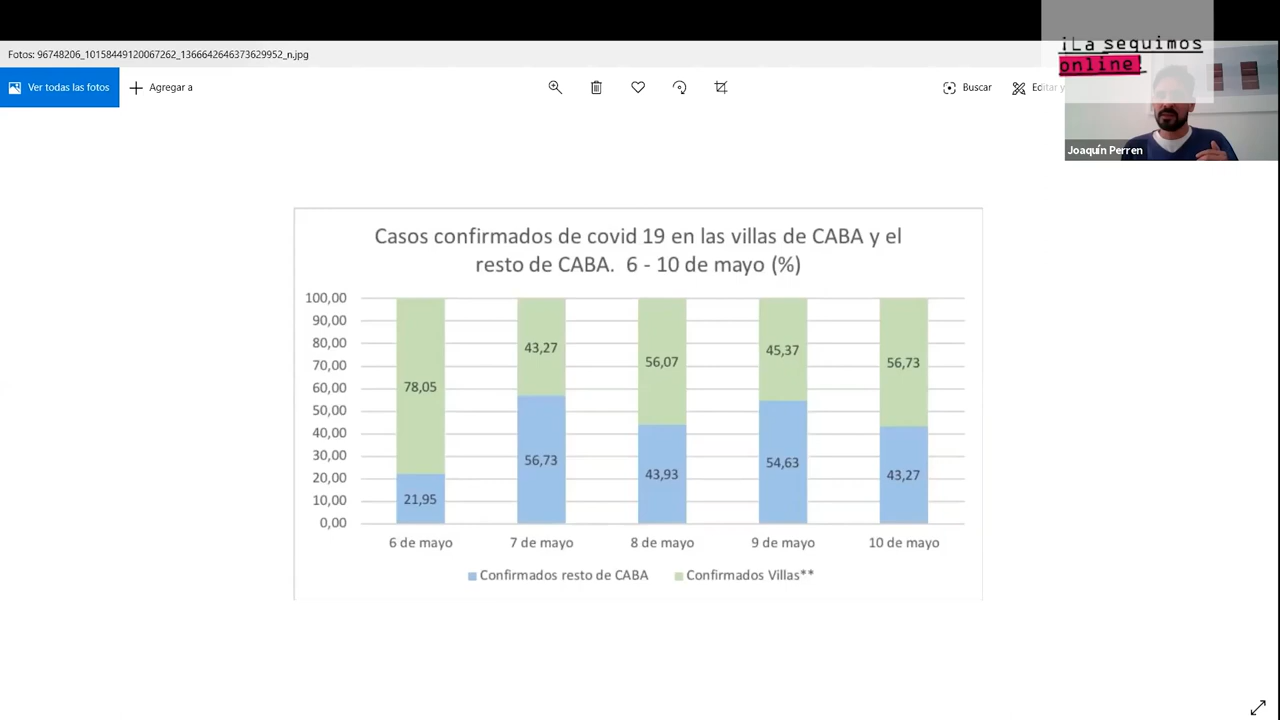 Fotos: 96748206_10158449120067262_1366642646373629952_n.jpg
¡La sequimos
online.
Ver todas las fotos
Agregar a
Buscar
Editar y
Joaquín Perren
Casos confirmados de covid 19 en las villas de CABA y el
resto de CABA. 6 - 10 de mayo (%)
100,00
90,00
80,00
70,00
60,00
50,00
40,00
30,00
20,00
10,00
0,00
78,05
43,27
56,07
45,37
56,73
21,95
56,73
43,93
54,63
43,27
6 de mayo
7 de mayo
8 de mayo
9 de mayo
10 de mayo
Confirmados resto de CABA
Confirmados Villas**